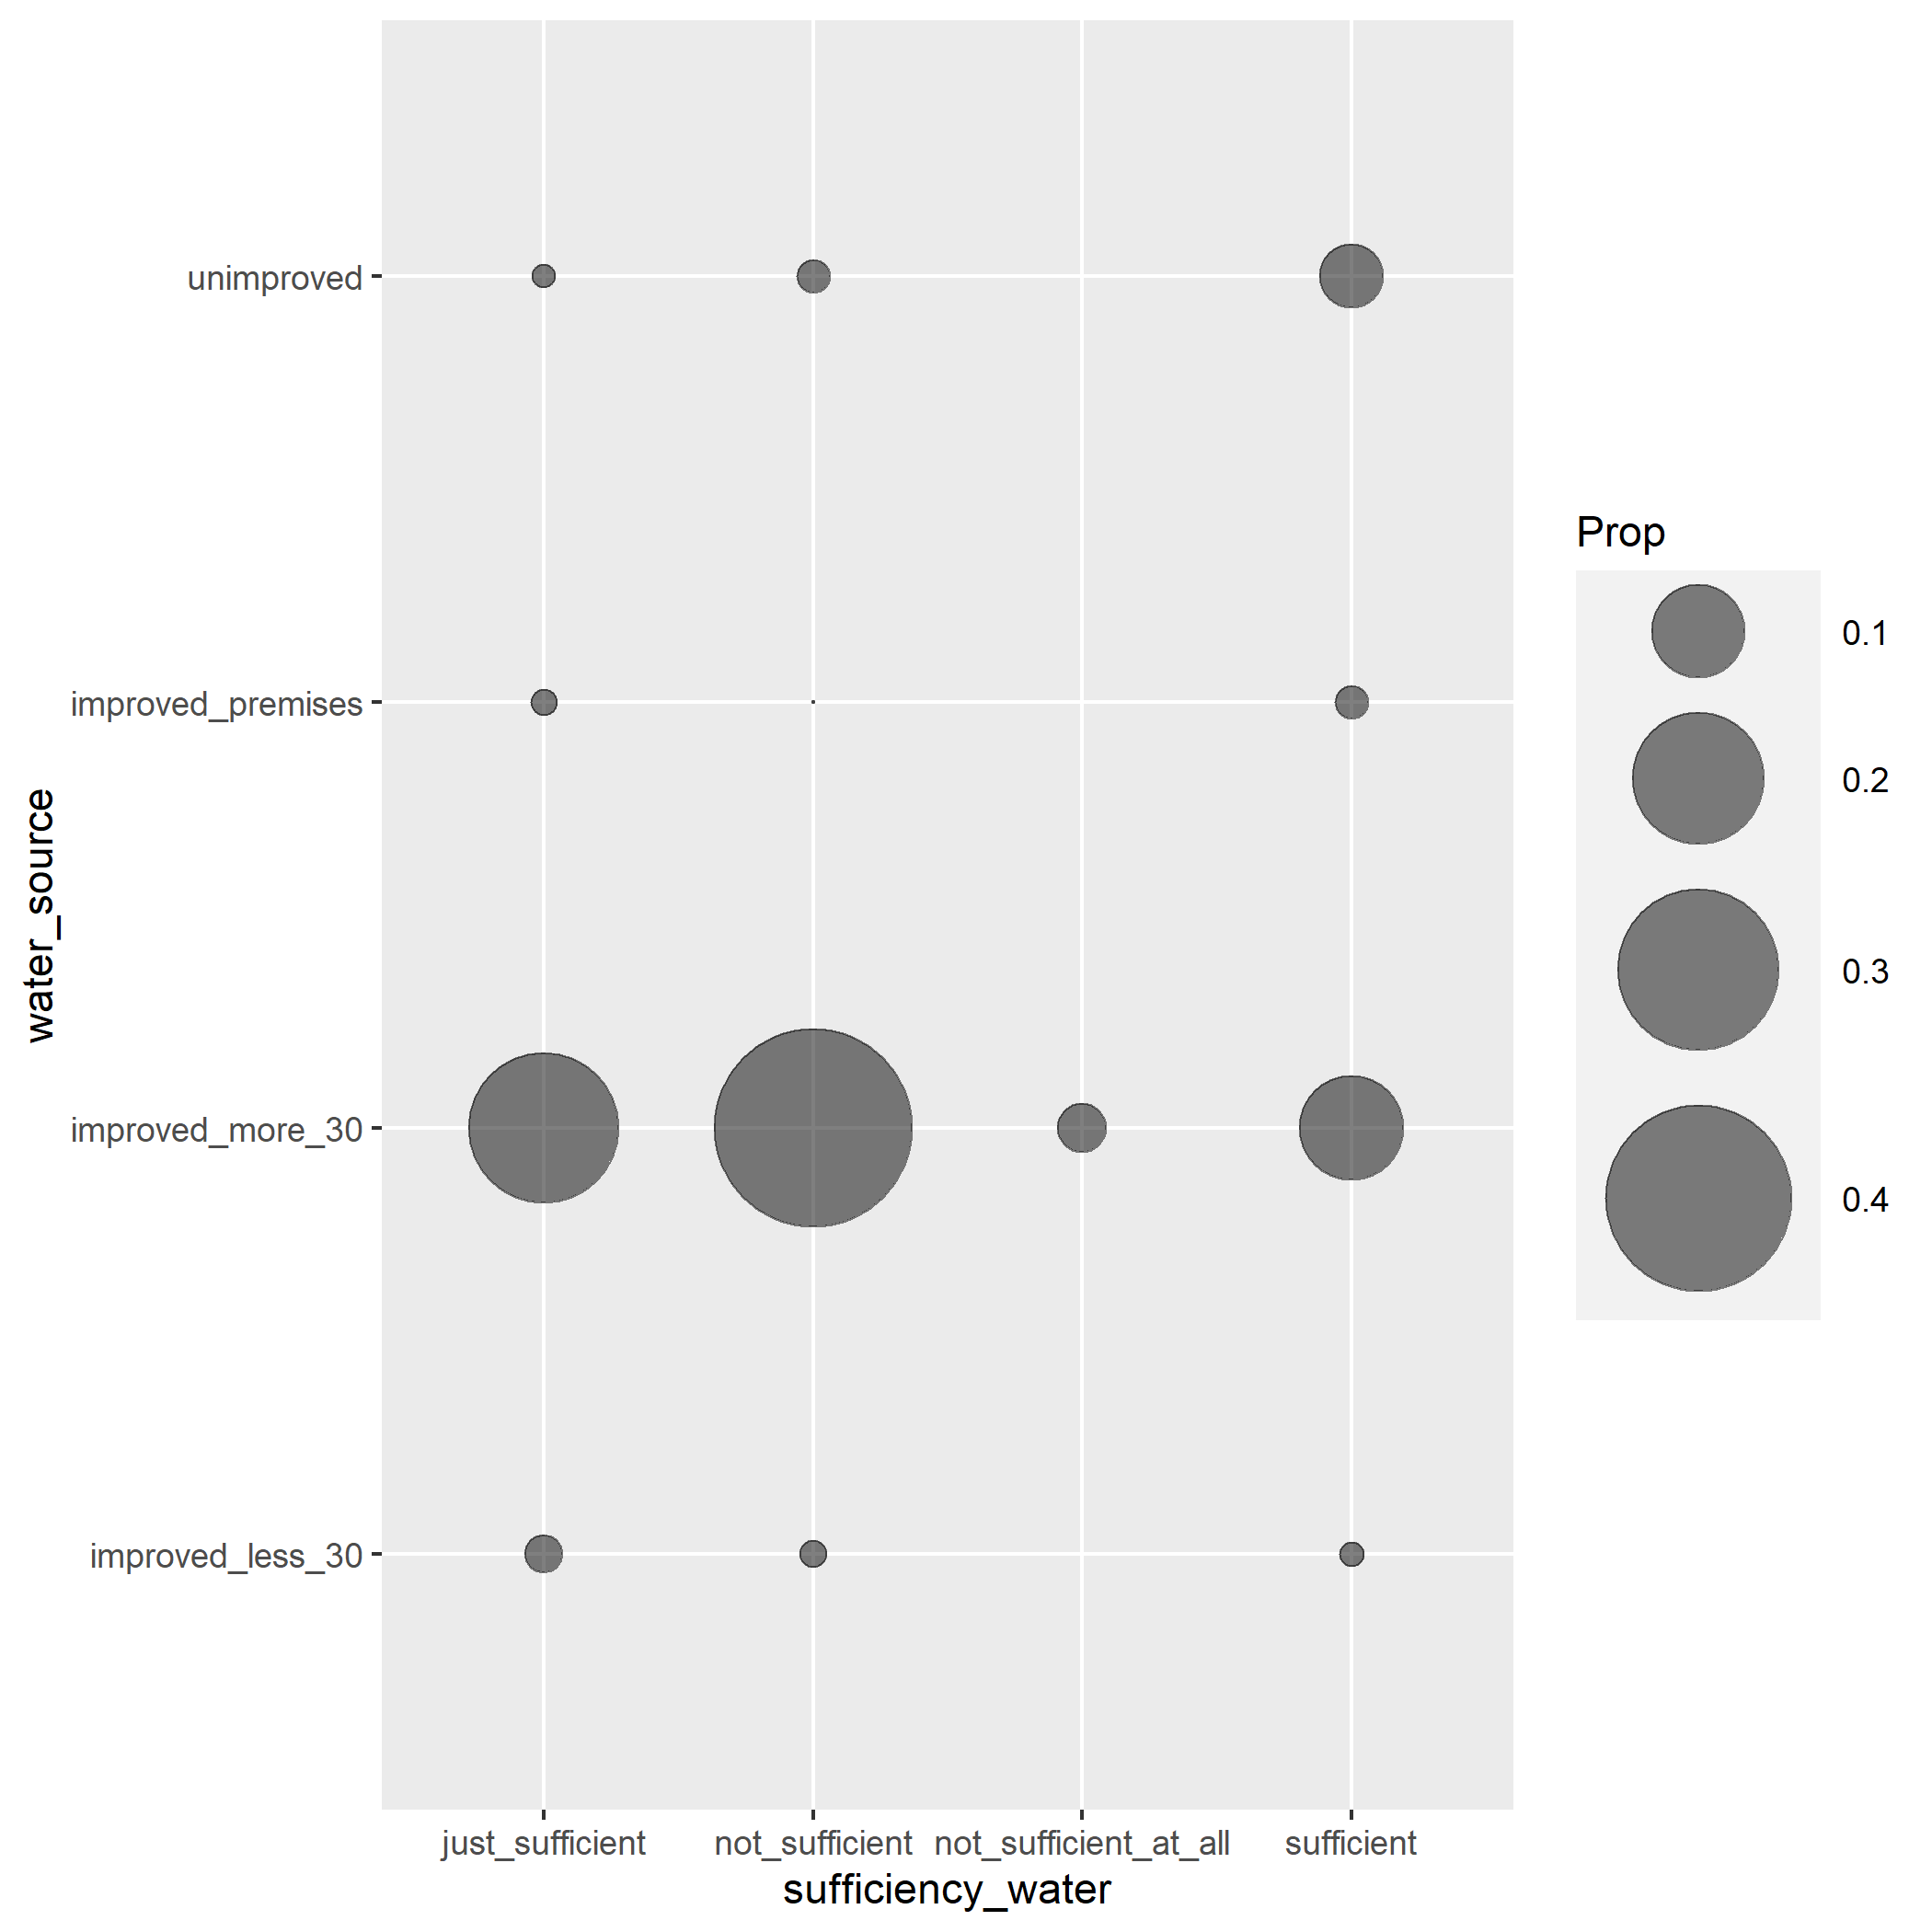 water_source
unimproved
improved_premises
improved_more_30
improved_less_30
just_sufficient not_sufficient not_sufficient_at_all sufficient
sufficiency_water
Prop
0.1
0.2
0.3
0.4